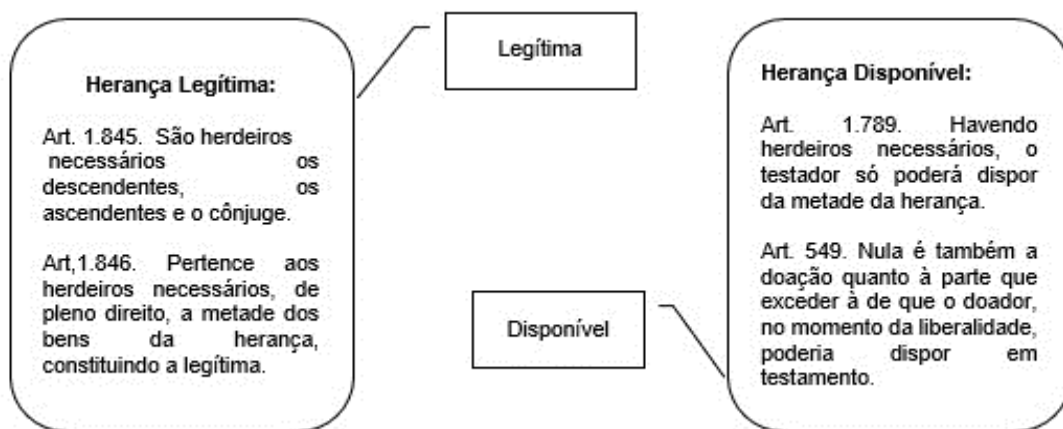 Legítima
Herança Legítima:
Art. 1.845. São herdeiros
necessários os
descendentes, os
ascendentes e o cônjuge.
Art,1.846. Pertence aos
herdeiros necessários, de
pleno direito, a metade dos
bens da herança,
constituindo a legítima.
Disponível
Herança Disponível:
Art. 1.789. Havendo
herdeiros necessários, o
testador só poderá dispor
da metade da herança.
Art. 549. Nula é também a
doação quanto à parte que
exceder à de que o doador,
no momento da liberalidade,
poderia dispor em
testamento.